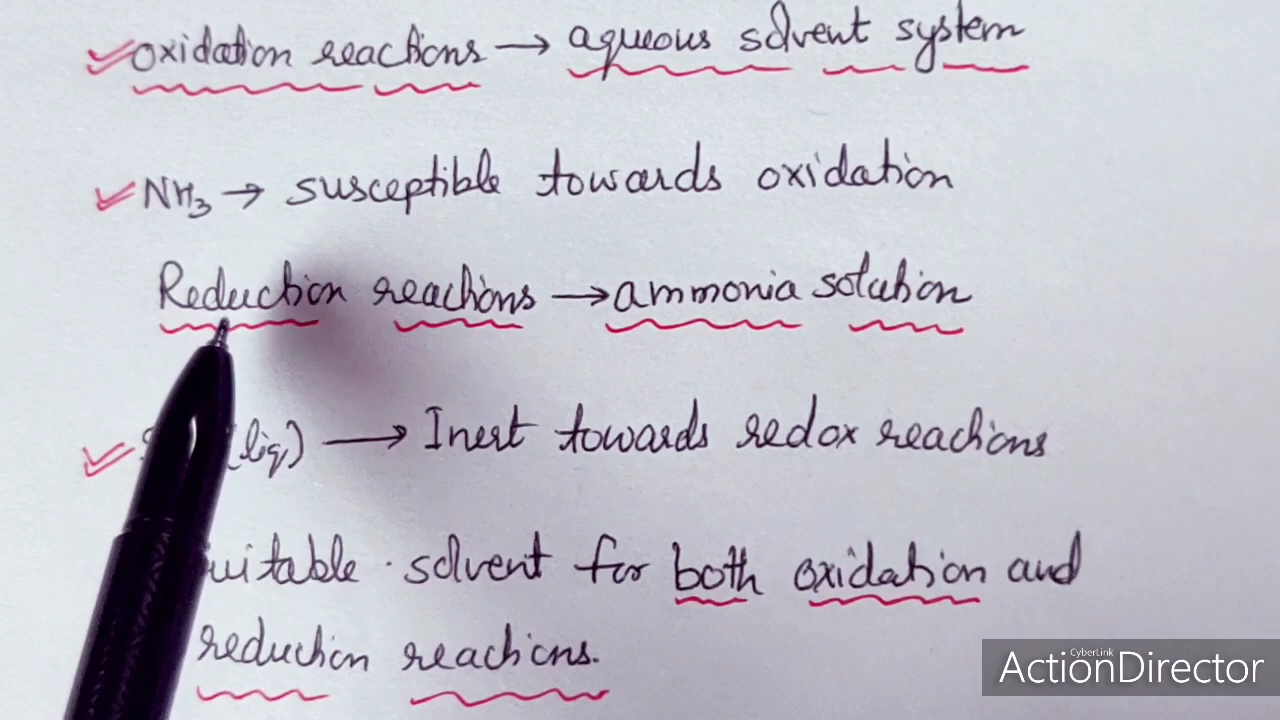 oxidation reactions → aqueous solvent system
NH3 → susceptible towards oxidation
Reduction reactions → ammonia solution
(liq) → Inert towards redox reactions
solvent for both oxidation and
reduction reactions.
CyberLink
ActionDirector